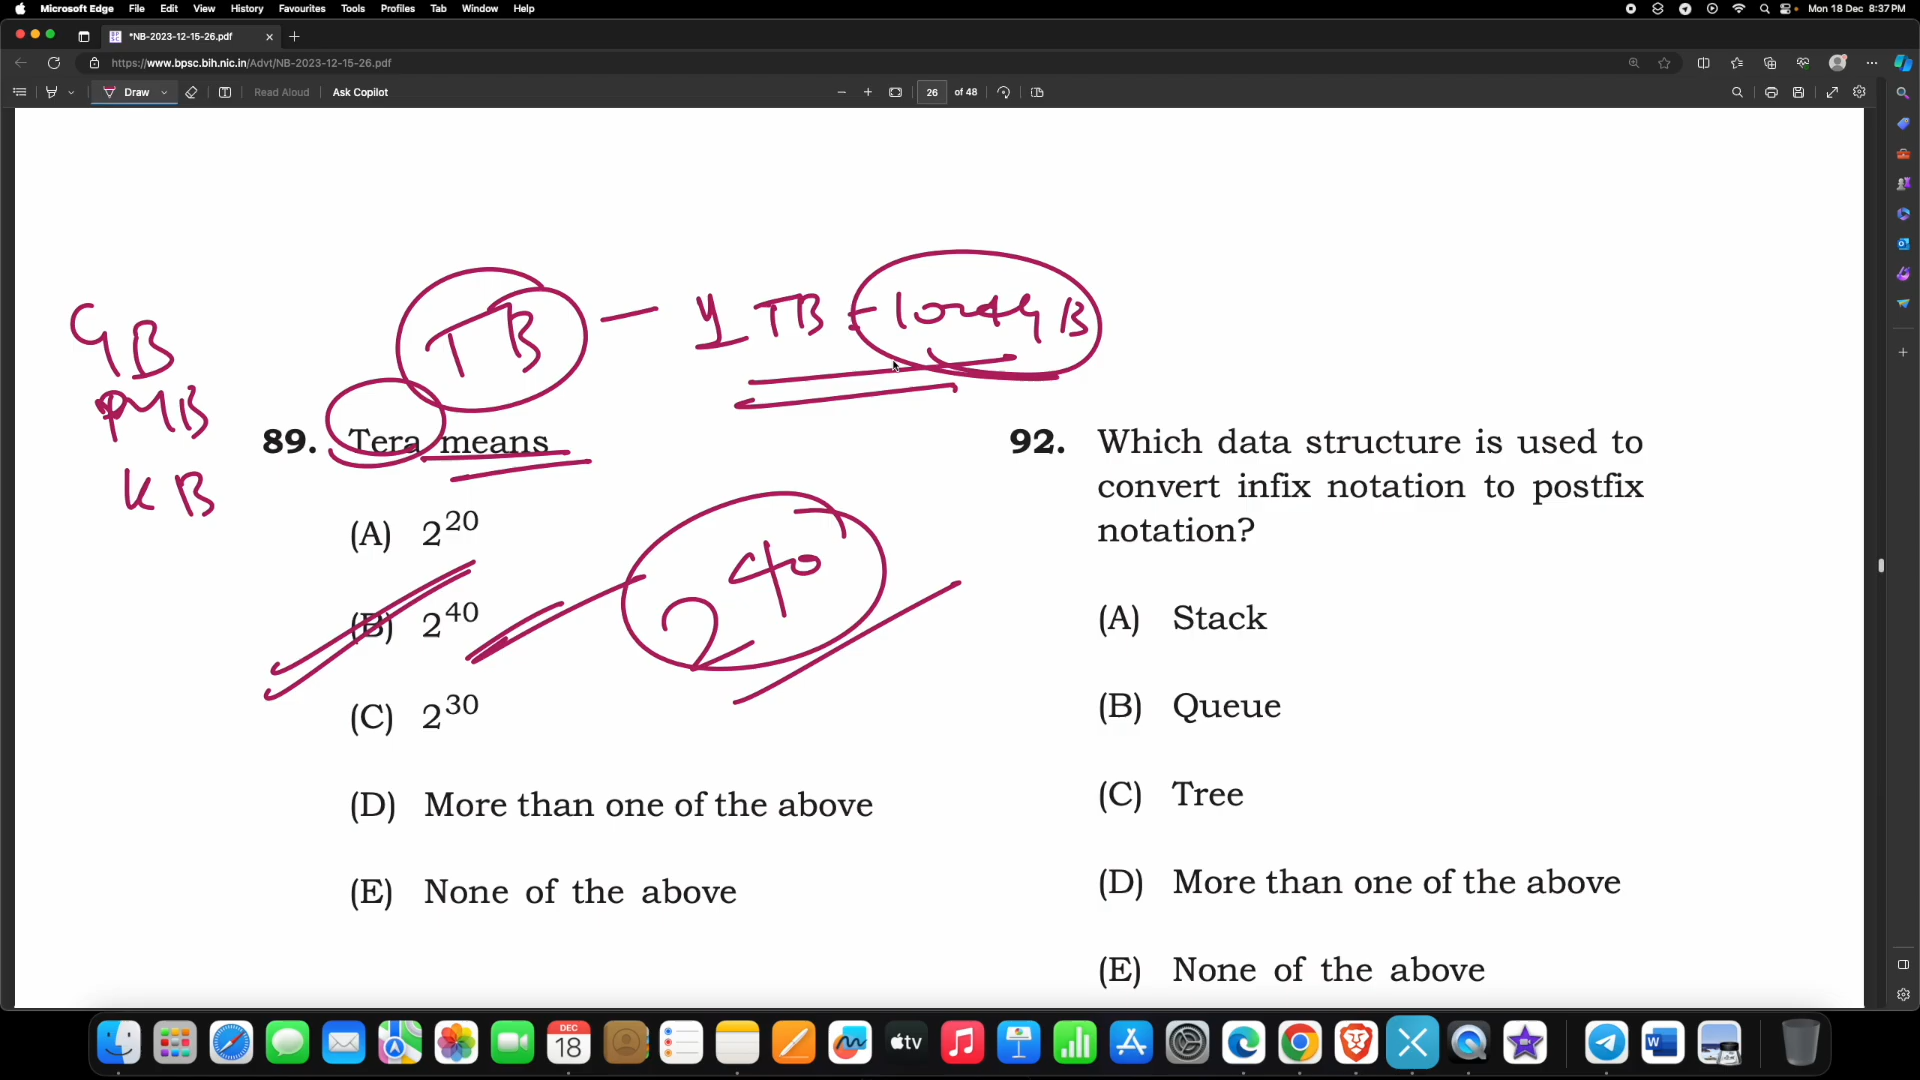 Microsoft Edge File Edit View History Favourites Tools Profiles Tab Window Help Mon 18 Dec 8:37 PM
*NB-2023-12-15-26.pdf
https://www.bpsc.bih.nic.in/Advt/NB-2023-12-15-26.pdf
Draw Read Aloud Ask Copilot 26 of 48
TB — 1 TB = 1024 GB
GB
MB
KB
89. Tera means
(A) 2^20
(B) 2^40
2^40
(C) 2^30
(D) More than one of the above
(E) None of the above
92. Which data structure is used to
convert infix notation to postfix
notation?
(A) Stack
(B) Queue
(C) Tree
(D) More than one of the above
(E) None of the above
DEC
18
tv
W